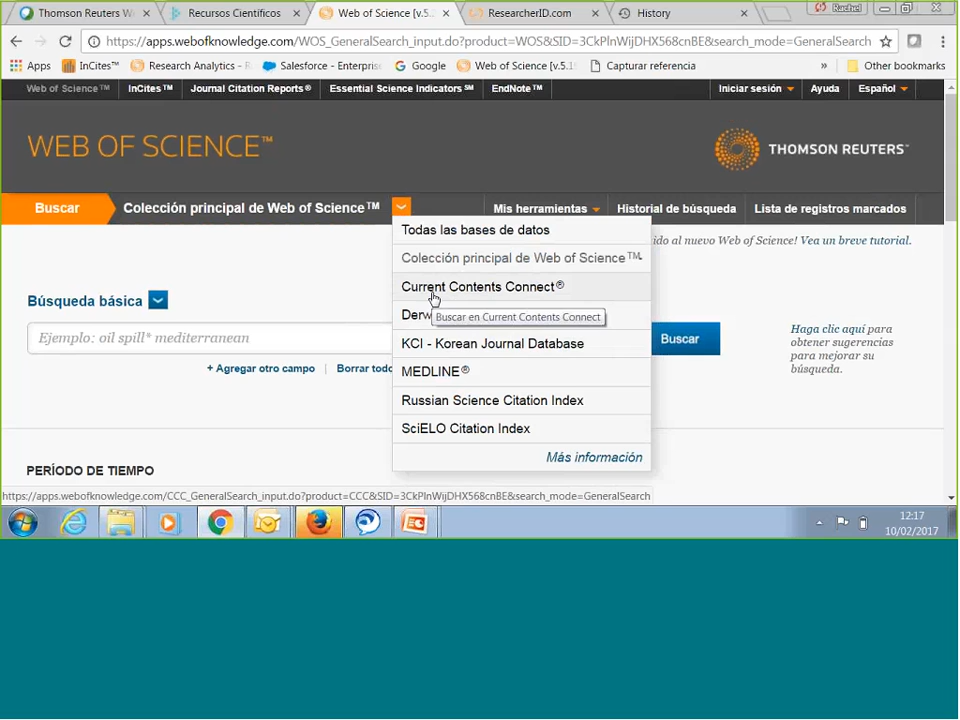 Thomson Reuters W
Recursos Científicos
Web of Science [v.5.
ResearcherID.com
History
Rachel
https://apps.webofknowledge.com/WOS_GeneralSearch_input.do?product=WOS&SID=3CkPlnWijDHX568cnBE&search_mode=GeneralSearch
Apps
InCites™
Research Analytics - R
Salesforce - Enterpris
Google
Web of Science [v.5.1
Capturar referencia
»
Other bookmarks
Web of Science™ InCites™ Journal Citation Reports® Essential Science Indicators℠ EndNote™ Iniciar sesión Ayuda Español
WEB OF SCIENCE™
THOMSON REUTERS™
Buscar Colección principal de Web of Science™ Mis herramientas Historial de búsqueda Lista de registros marcados
Todas las bases de datos
Colección principal de Web of Science™
Current Contents Connect®
Derw
Buscar en Current Contents Connect
KCI - Korean Journal Database
MEDLINE®
Russian Science Citation Index
SciELO Citation Index
Más información
ido al nuevo Web of Science! Vea un breve tutorial.
Búsqueda básica
Ejemplo: oil spill* mediterranean
Buscar
Haga clic aquí para
obtener sugerencias
para mejorar su
búsqueda.
+ Agregar otro campo | Borrar todo
PERÍODO DE TIEMPO
https://apps.webofknowledge.com/CCC_GeneralSearch_input.do?product=CCC&SID=3CkPlnWijDHX568cnBE&search_mode=GeneralSearch
12:17
10/02/2017